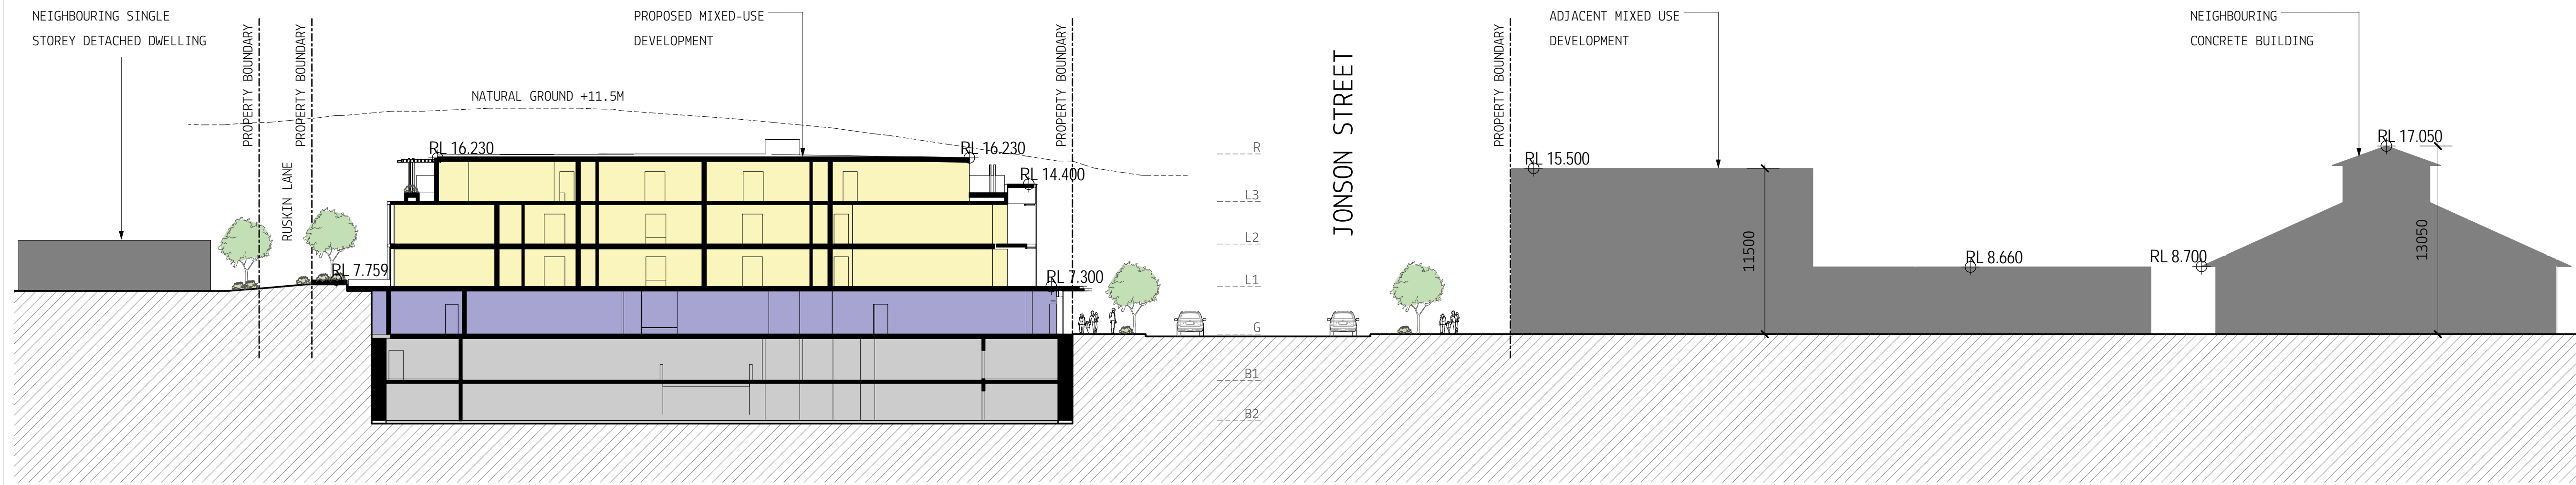 NEIGHBOURING SINGLE
STOREY DETACHED DWELLING
PROPERTY BOUNDARY
PROPERTY BOUNDARY
RUSKIN LANE
PROPOSED MIXED-USE
DEVELOPMENT
NATURAL GROUND +11.5M
PROPERTY BOUNDARY
RL 16.230
RL 16.230
RL 14.400
RL 7.759
RL 7.300
R
L3
L2
L1
G
B1
B2
JONSON STREET
PROPERTY BOUNDARY
ADJACENT MIXED USE
DEVELOPMENT
RL 15.500
11500
RL 8.660
NEIGHBOURING
CONCRETE BUILDING
RL 17.050
RL 8.700
13050